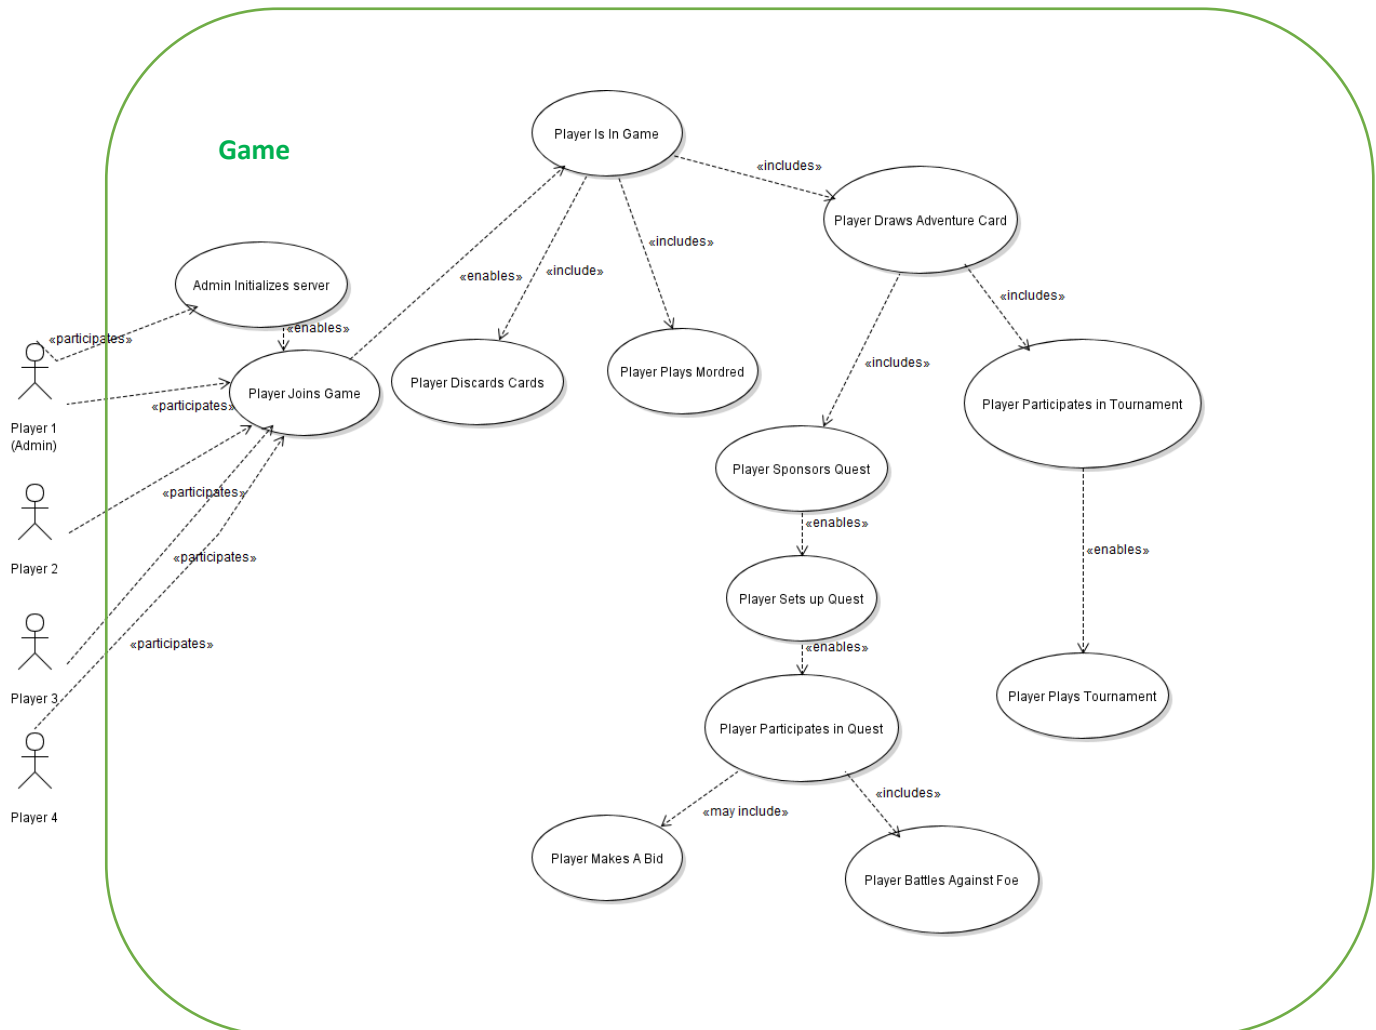 Game
Player Is In Game
«includes»
Player Draws Adventure Card
«includes»
«enables»
«include»
Admin Initializes server
«includes»
«enables»
«participates»
Player Plays Mordred
Player Discards Cards
Player Joins Game
«includes»
«participates»
Player Participates in Tournament
Player 1
(Admin)
Player Sponsors Quest
«participates»
«enables»
«enables»
«participates»
Player 2
Player Sets up Quest
«participates»
«enables»
Player 3
Player Plays Tournament
Player Participates in Quest
«includes»
«may include»
Player 4
Player Makes A Bid
Player Battles Against Foe